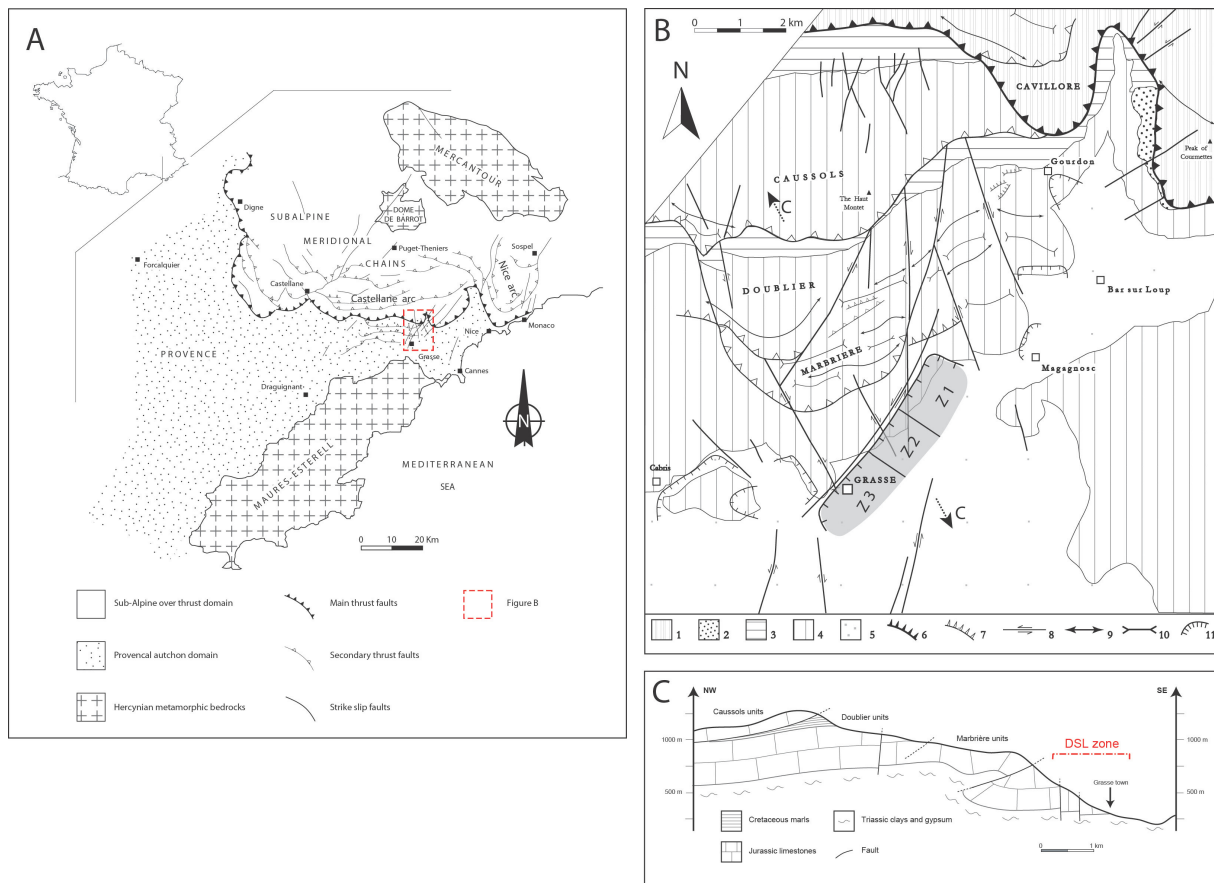 A
MERCANTOUR
DOME
DE BARROT
Digne
SUBALPINE
MERIDIONAL
CHAINS
Puget-Theniers
Sospel
Forcalquier
Castellane
Castellane arc
Nice arc
Monaco
Nice
PROVENCE
Grasse
Cannes
Draguignant
N
MAURES-ESTERELL
MEDITERRANEAN
SEA
0 10 20 Km
Sub-Alpine over thrust domain
Main thrust faults
Figure B
Provencal autchon domain
Secondary thrust faults
Hercynian metamorphic bedrocks
Strike slip faults
B
0 1 2 km
N
CAVILLORE
Peak of
Courmettes
Gourdon
CAUSSOLS
The Haut
Montet
C
DOUBLIER
Bar sur Loup
MARBRIERE
Magagnosc
Z1
Z2
Z3
Cabris
GRASSE
C
1 2 3 4 5 6 7 8 9 10 11
C
NW
SE
Caussols units
Doublier units
Marbrière units
1000 m
1000 m
DSL zone
Grasse town
500 m
500 m
Cretaceous marls
Triassic clays and gypsum
Jurassic limestones
Fault
0 1 km